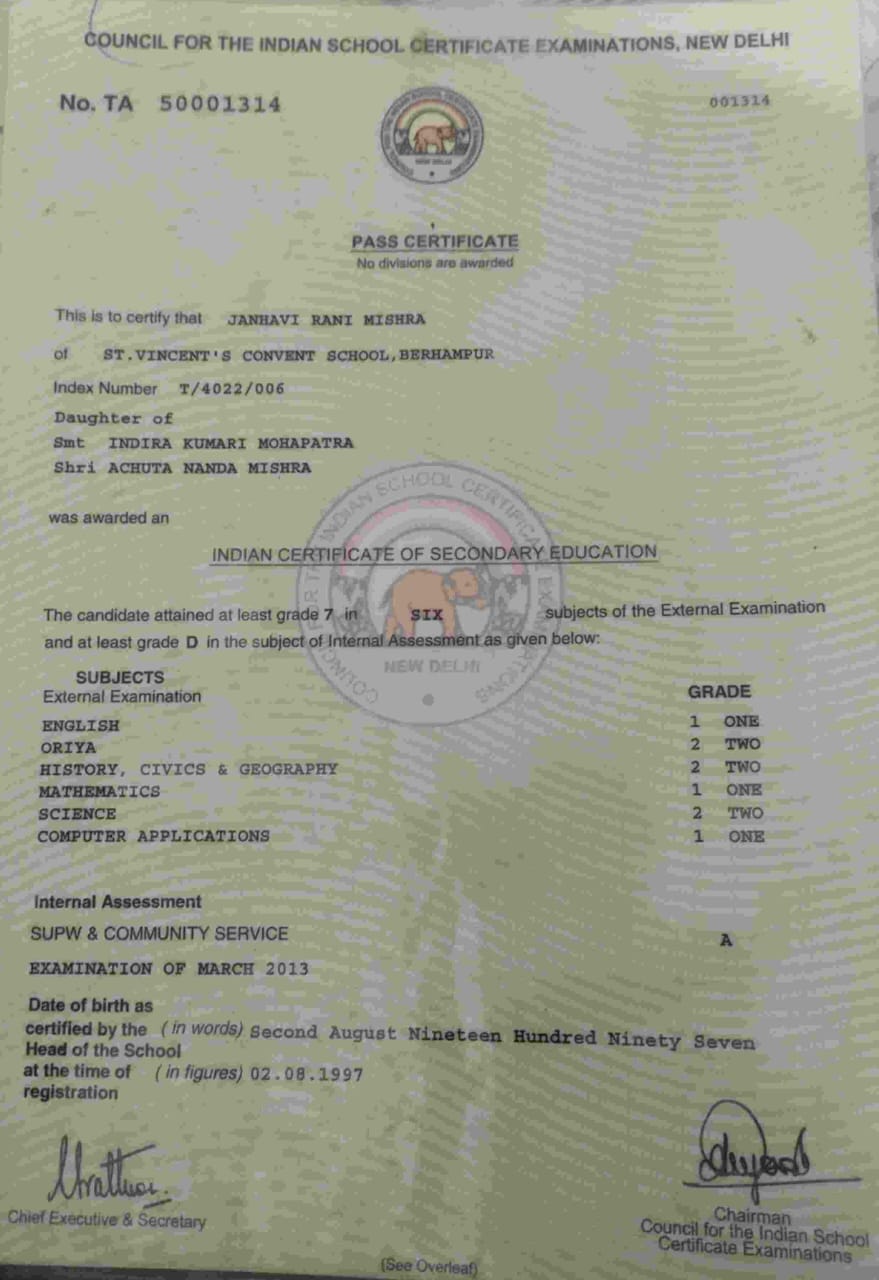 COUNCIL FOR THE INDIAN SCHOOL CERTIFICATE EXAMINATIONS, NEW DELHI
No. TA 50001314
001314
NEW DELHI
PASS CERTIFICATE
No divisions are awarded
This is to certify that JANHAVI RANI MISHRA
of ST.VINCENT'S CONVENT SCHOOL,BERHAMPUR
Index Number T/4022/006
Daughter of
Smt INDIRA KUMARI MOHAPATRA
Shri ACHUTA NANDA MISHRA
was awarded an
INDIAN CERTIFICATE OF SECONDARY EDUCATION
The candidate attained at least grade 7 in SIX subjects of the External Examination
and at least grade D in the subject of Internal Assessment as given below:
COUNCIL FOR THE INDIAN SCHOOL CERTIFICATE EXAMINATIONS
NEW DELHI
SUBJECTS
External Examination GRADE
ENGLISH 1 ONE
ORIYA 2 TWO
HISTORY, CIVICS & GEOGRAPHY 2 TWO
MATHEMATICS 1 ONE
SCIENCE 2 TWO
COMPUTER APPLICATIONS 1 ONE
Internal Assessment
SUPW & COMMUNITY SERVICE A
EXAMINATION OF MARCH 2013
Date of birth as
certified by the (in words) Second August Nineteen Hundred Ninety Seven
Head of the School
at the time of (in figures) 02.08.1997
registration
Chief Executive & Secretary
Chairman
Council for the Indian School
Certificate Examinations
(See Overleaf)